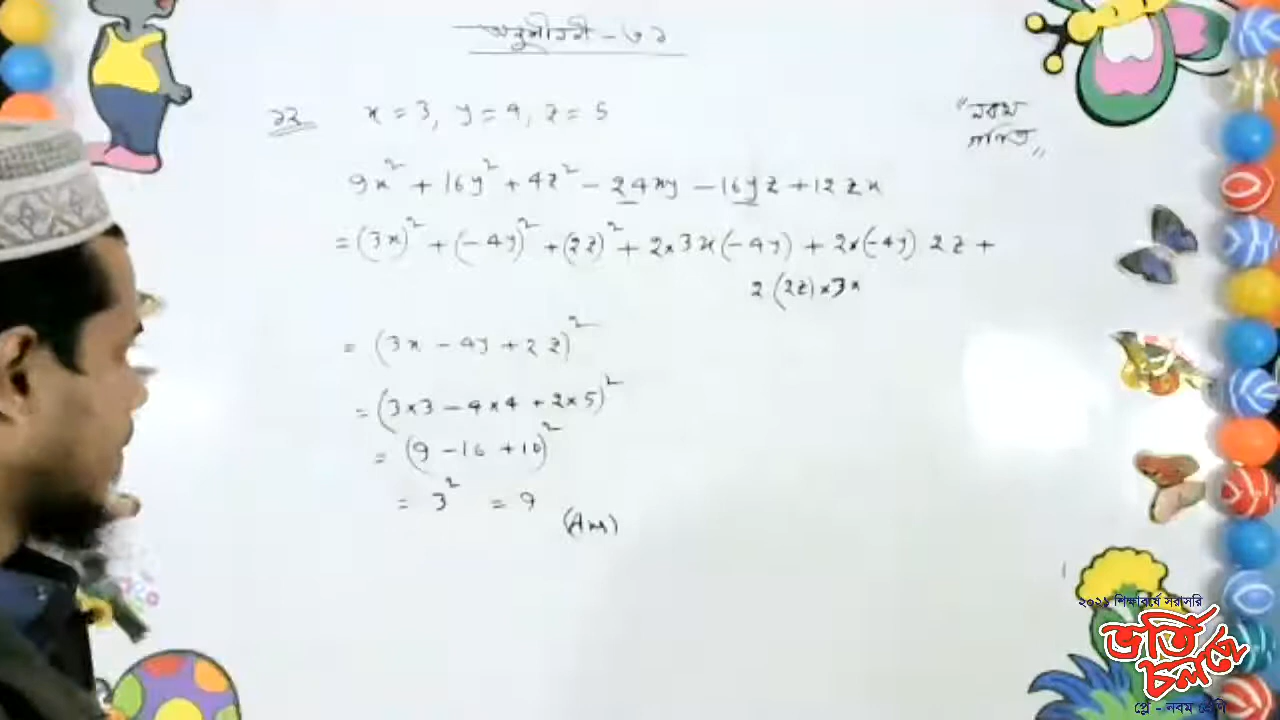 অনুশীলনী - ৩.১
১২. x = 3, y = 4, z = 5
"নবম
গণিত"
9x² + 16y² + 4z² - 24xy - 16yz + 12zx
= (3x)² + (-4y)² + (2z)² + 2×3x(-4y) + 2×(-4y) 2z +
2(2z)×3x
= (3x - 4y + 2z)²
= (3×3 - 4×4 + 2×5)²
= (9 - 16 + 10)²
= 3² = 9
(Ans)
২০২১ শিক্ষাবর্ষে সরাসরি
ভর্তি
চলছে
প্লে - নবম শ্রেণি